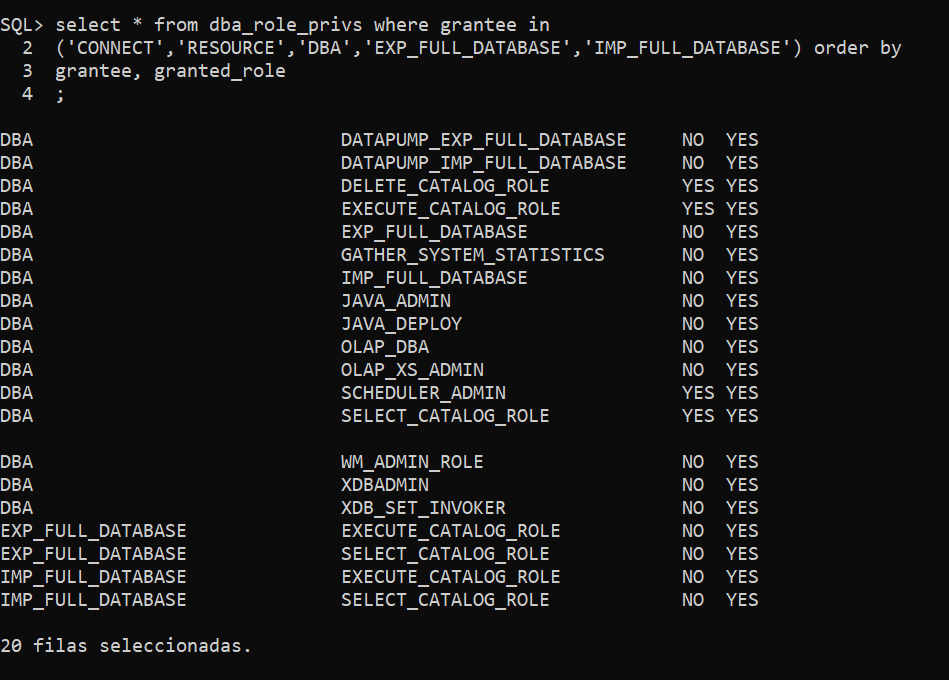 SQL> select * from dba_role_privs where grantee in
2 ('CONNECT','RESOURCE','DBA','EXP_FULL_DATABASE','IMP_FULL_DATABASE') order by
3 grantee, granted_role
4 ;
DBA DATAPUMP_EXP_FULL_DATABASE NO YES
DBA DATAPUMP_IMP_FULL_DATABASE NO YES
DBA DELETE_CATALOG_ROLE YES YES
DBA EXECUTE_CATALOG_ROLE YES YES
DBA EXP_FULL_DATABASE NO YES
DBA GATHER_SYSTEM_STATISTICS NO YES
DBA IMP_FULL_DATABASE NO YES
DBA JAVA_ADMIN NO YES
DBA JAVA_DEPLOY NO YES
DBA OLAP_DBA NO YES
DBA OLAP_XS_ADMIN NO YES
DBA SCHEDULER_ADMIN YES YES
DBA SELECT_CATALOG_ROLE YES YES
DBA WM_ADMIN_ROLE NO YES
DBA XDBADMIN NO YES
DBA XDB_SET_INVOKER NO YES
EXP_FULL_DATABASE EXECUTE_CATALOG_ROLE NO YES
EXP_FULL_DATABASE SELECT_CATALOG_ROLE NO YES
IMP_FULL_DATABASE EXECUTE_CATALOG_ROLE NO YES
IMP_FULL_DATABASE SELECT_CATALOG_ROLE NO YES
20 filas seleccionadas.